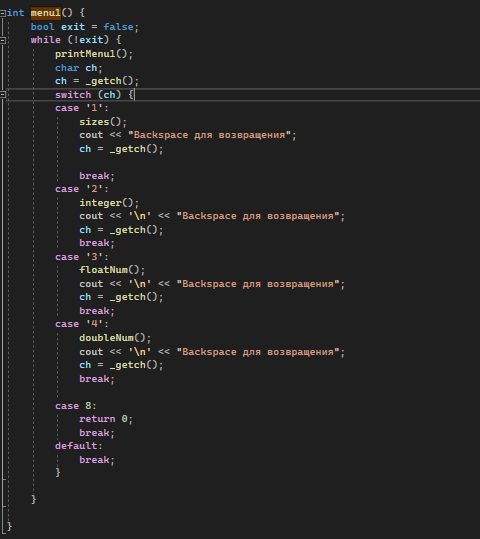 int menu1() {
bool exit = false;
while (!exit) {
printMenu1();
char ch;
ch = _getch();
switch (ch) {
case '1':
sizes();
cout << "Backspace для возвращения";
ch = _getch();
break;
case '2':
integer();
cout << '\n' << "Backspace для возвращения";
ch = _getch();
break;
case '3':
floatNum();
cout << '\n' << "Backspace для возвращения";
ch = _getch();
break;
case '4':
doubleNum();
cout << '\n' << "Backspace для возвращения";
ch = _getch();
break;
case 8:
return 0;
break;
default:
break;
}
}
}